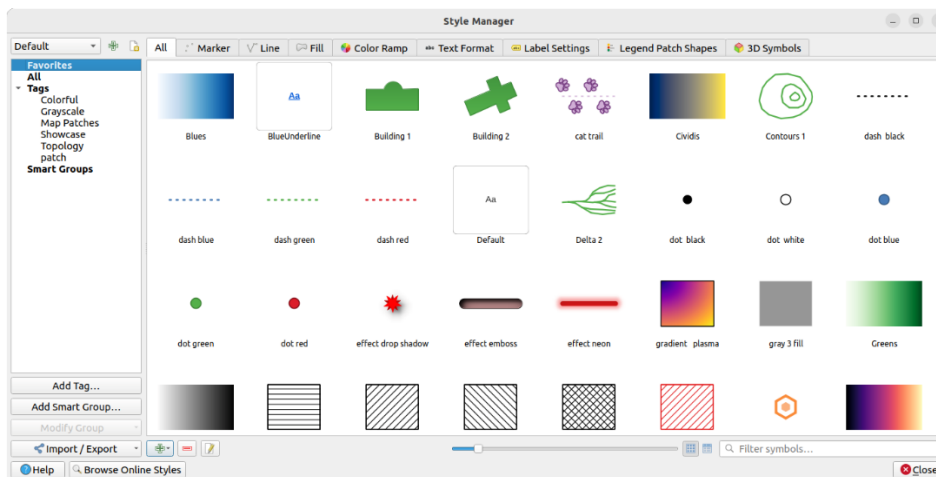 Style Manager
Default
All
Marker
Line
Fill
Color Ramp
abc Text Format
Label Settings
Legend Patch Shapes
3D Symbols
Favorites
All
Tags
Colorful
Grayscale
Map Patches
Showcase
Topology
patch
Smart Groups
Aa
Blues
BlueUnderline
Building 1
Building 2
cat trail
Cividis
Contours 1
dash black
Aa
dash blue
dash green
dash red
Default
Delta 2
dot black
dot white
dot blue
dot green
dot red
effect drop shadow
effect emboss
effect neon
gradient plasma
gray 3 fill
Greens
Add Tag...
Add Smart Group...
Modify Group
Import / Export
Filter symbols...
Help
Browse Online Styles
Close